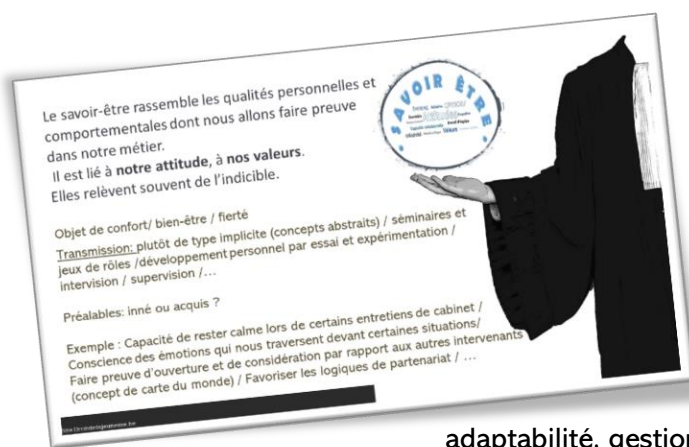 Le savoir-être rassemble les qualités personnelles et
comportementales dont nous allons faire preuve
dans notre métier.
Il est lié à notre attitude, à nos valeurs.
Elles relèvent souvent de l'indicible.
SAVOIR ÊTRE
Objet de confort/ bien-être / fierté
Transmission: plutôt de type implicite (concepts abstraits) / séminaires et
jeux de rôles /développement personnel par essai et expérimentation /
intervision / supervision /...
Préalables: inné ou acquis ?
Exemple : Capacité de rester calme lors de certains entretiens de cabinet /
Conscience des émotions qui nous traversent devant certaines situations/
Faire preuve d'ouverture et de considération par rapport aux autres intervenants
(concept de carte du monde) / Favoriser les logiques de partenariat / ...
adaptabilité, gestion